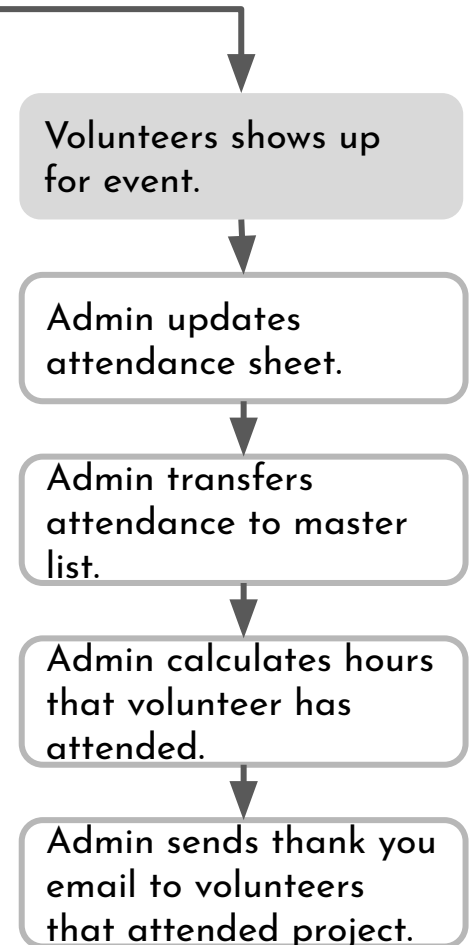 Volunteers shows up
for event.
Admin updates
attendance sheet.
Admin transfers
attendance to master
list.
Admin calculates hours
that volunteer has
attended.
Admin sends thank you
email to volunteers
that attended project.